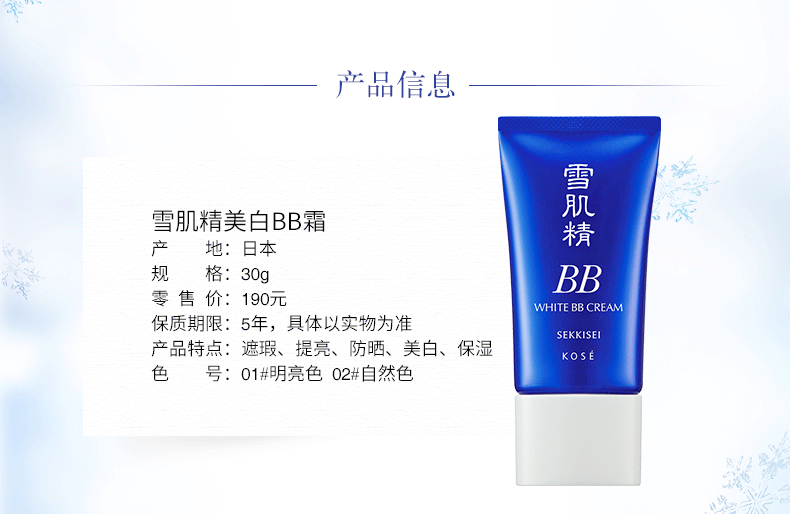 产品信息
雪肌精美白BB霜
产 地：日本
规 格：30g
零 售 价：190元
保质期限：5年，具体以实物为准
产品特点：遮瑕、提亮、防晒、美白、保湿
色 号：01#明亮色 02#自然色
雪肌精
BB
WHITE BB CREAM
SEKKISEI
KOSÉ